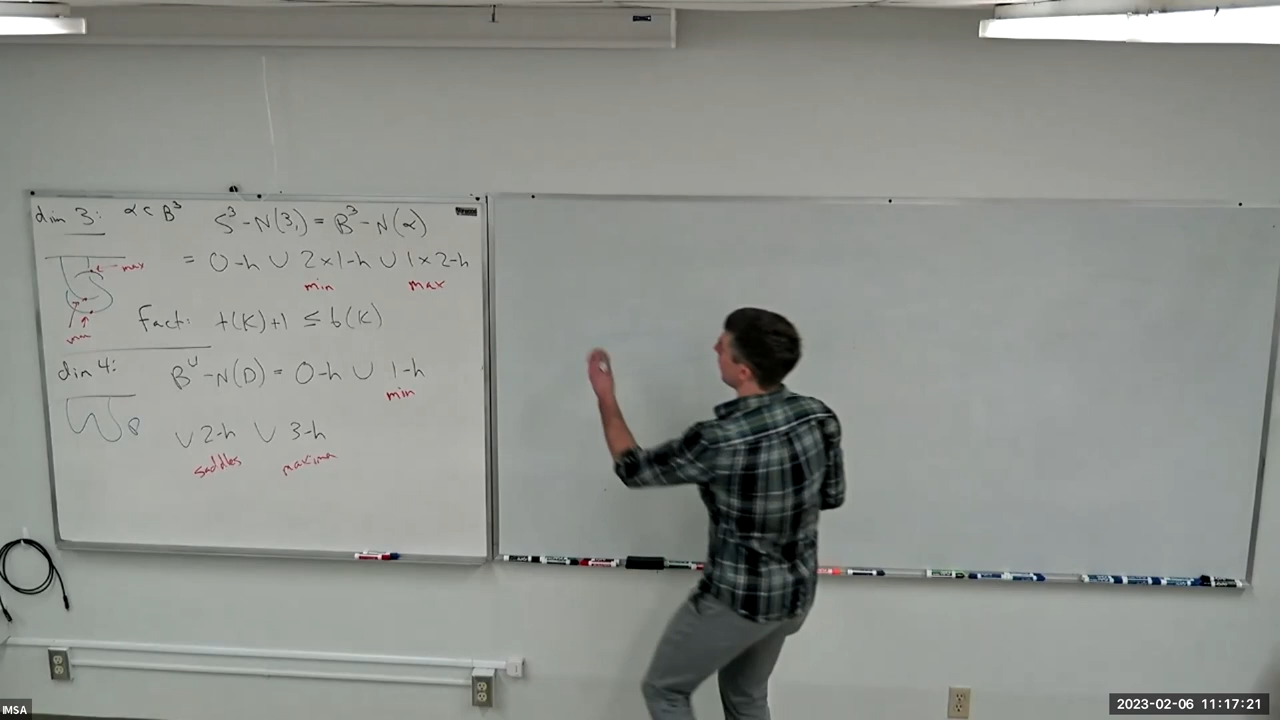 dim 3: α ⊂ B³ S³-N(3₁) = B³-N(α)
max
= 0-h ∪ 2×1-h ∪ 1×2-h
min max
Fact: t(K)+1 ≤ b(K)
min
dim 4: B⁴-N(D) = 0-h ∪ 1-h
min
∪ 2-h ∪ 3-h
saddles maxima
IMSA
2023-02-06 11:17:21